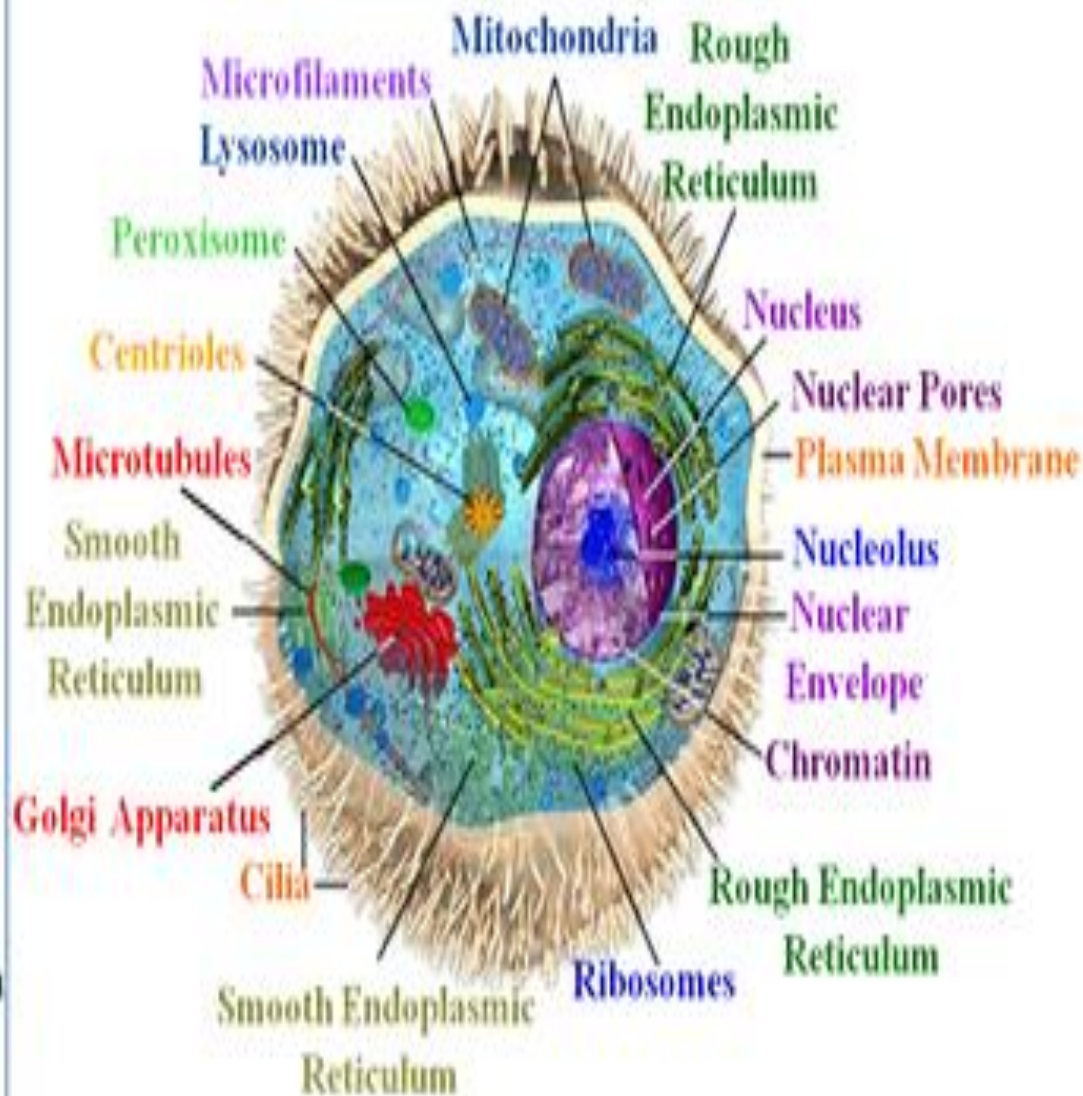 Mitochondria
Rough
Endoplasmic
Reticulum
Microfilaments
Lysosome
Peroxisome
Centrioles
Microtubules
Smooth
Endoplasmic
Reticulum
Golgi Apparatus
Cilia
Smooth Endoplasmic
Reticulum
Nucleus
Nuclear Pores
Plasma Membrane
Nucleolus
Nuclear
Envelope
Chromatin
Rough Endoplasmic
Reticulum
Ribosomes